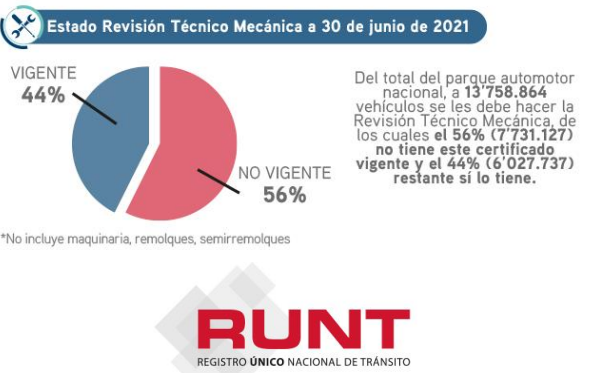 Estado Revisión Técnico Mecánica a 30 de junio de 2021
VIGENTE
44%
NO VIGENTE
56%
Del total del parque automotor
nacional, a 13'758.864
vehículos se les debe hacer la
Revisión Técnico Mecánica, de
los cuales el 56% (7'731.127)
no tiene este certificado
vigente y el 44% (6'027.737)
restante sí lo tiene.
*No incluye maquinaria, remolques, semirremolques
RUNT
REGISTRO ÚNICO NACIONAL DE TRÁNSITO